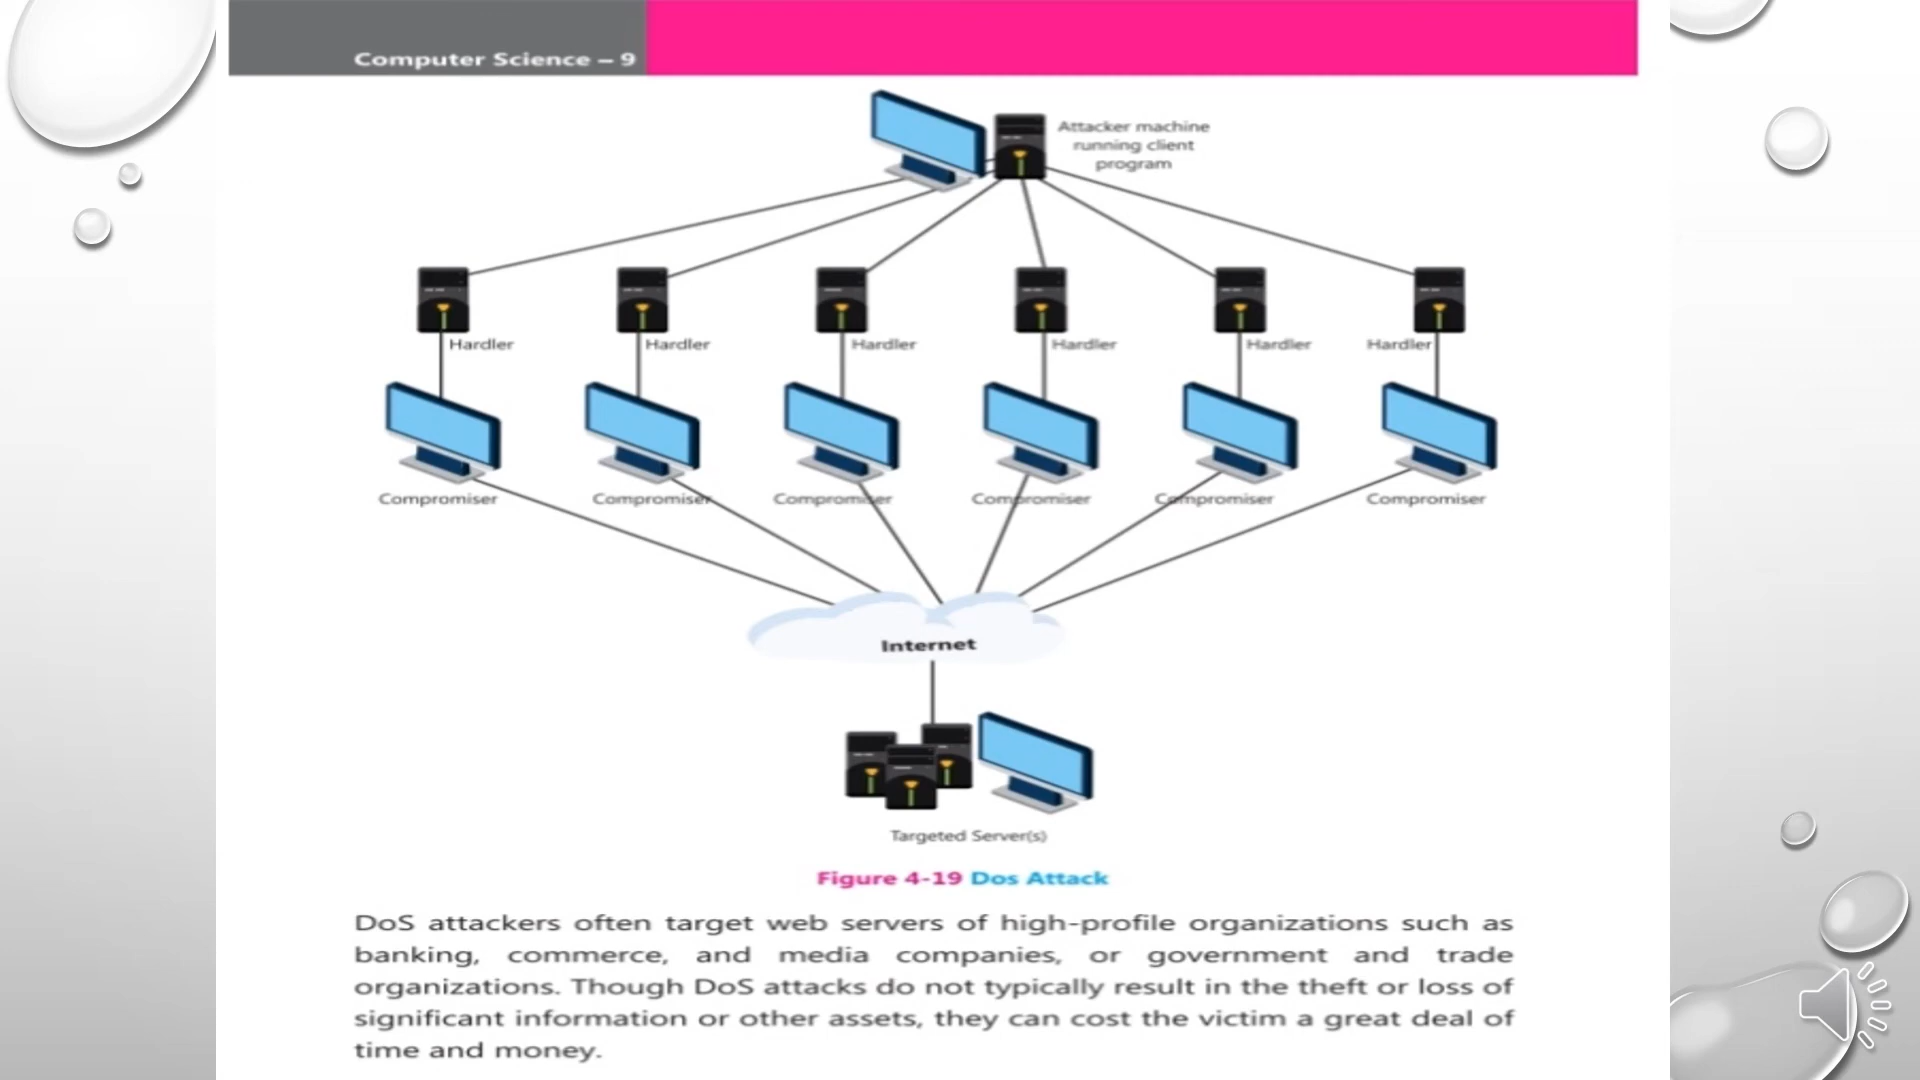 Computer Science – 9
Attacker machine
running client
program
Hardler
Hardler
Hardler
Hardler
Hardler
Hardler
Compromiser
Compromiser
Compromiser
Compromiser
Compromiser
Compromiser
Internet
Targeted Server(s)
Figure 4-19 Dos Attack
DoS attackers often target web servers of high-profile organizations such as
banking, commerce, and media companies, or government and trade
organizations. Though DoS attacks do not typically result in the theft or loss of
significant information or other assets, they can cost the victim a great deal of
time and money.